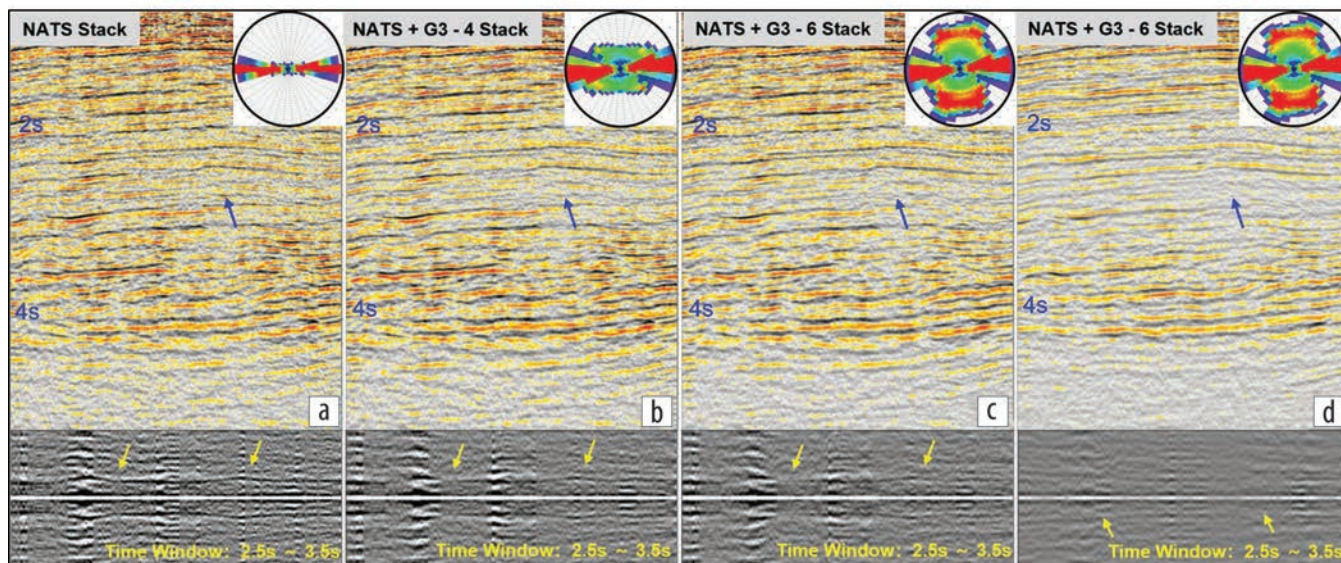 NATS Stack
NATS + G3 - 4 Stack
NATS + G3 - 6 Stack
NATS + G3 - 6 Stack
2s
2s
2s
2s
4s
4s
4s
4s
a
b
c
d
Time Window: 2.5s ~ 3.5s
Time Window: 2.5s ~ 3.5s
Time Window: 2.5s ~ 3.5s
Time Window: 2.5s ~ 3.5s